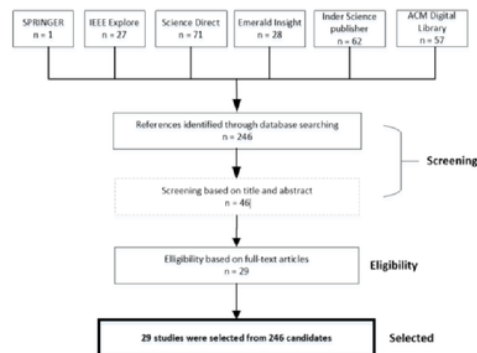 SPRINGER
n = 1
IEEE Explore
n = 27
Science Direct
n = 71
Emerald Insight
n = 28
Inder Science
publisher
n = 62
ACM Digital
Library
n = 57
References identified through database searching
n = 246
Screening
Screening based on title and abstract
n = 46
Elligibility based on full-text articles
n = 29
Eligibility
29 studies were selected from 246 candidates
Selected